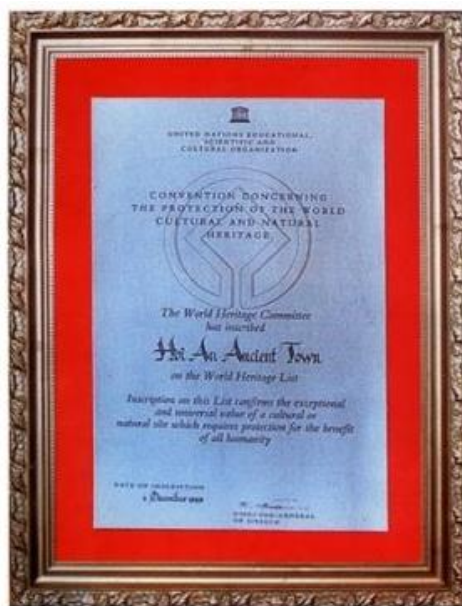 UNITED NATIONS EDUCATIONAL,
SCIENTIFIC AND
CULTURAL ORGANIZATION
CONVENTION CONCERNING
THE PROTECTION OF THE WORLD
CULTURAL AND NATURAL
HERITAGE
The World Heritage Committee
has inscribed
Hoi An Ancient Town
on the World Heritage List
Inscription on this List confirms the exceptional
and universal value of a cultural or
natural site which requires protection for the benefit
of all humanity
DATE OF INSCRIPTION
4 December 1999
DIRECTOR-GENERAL
OF UNESCO